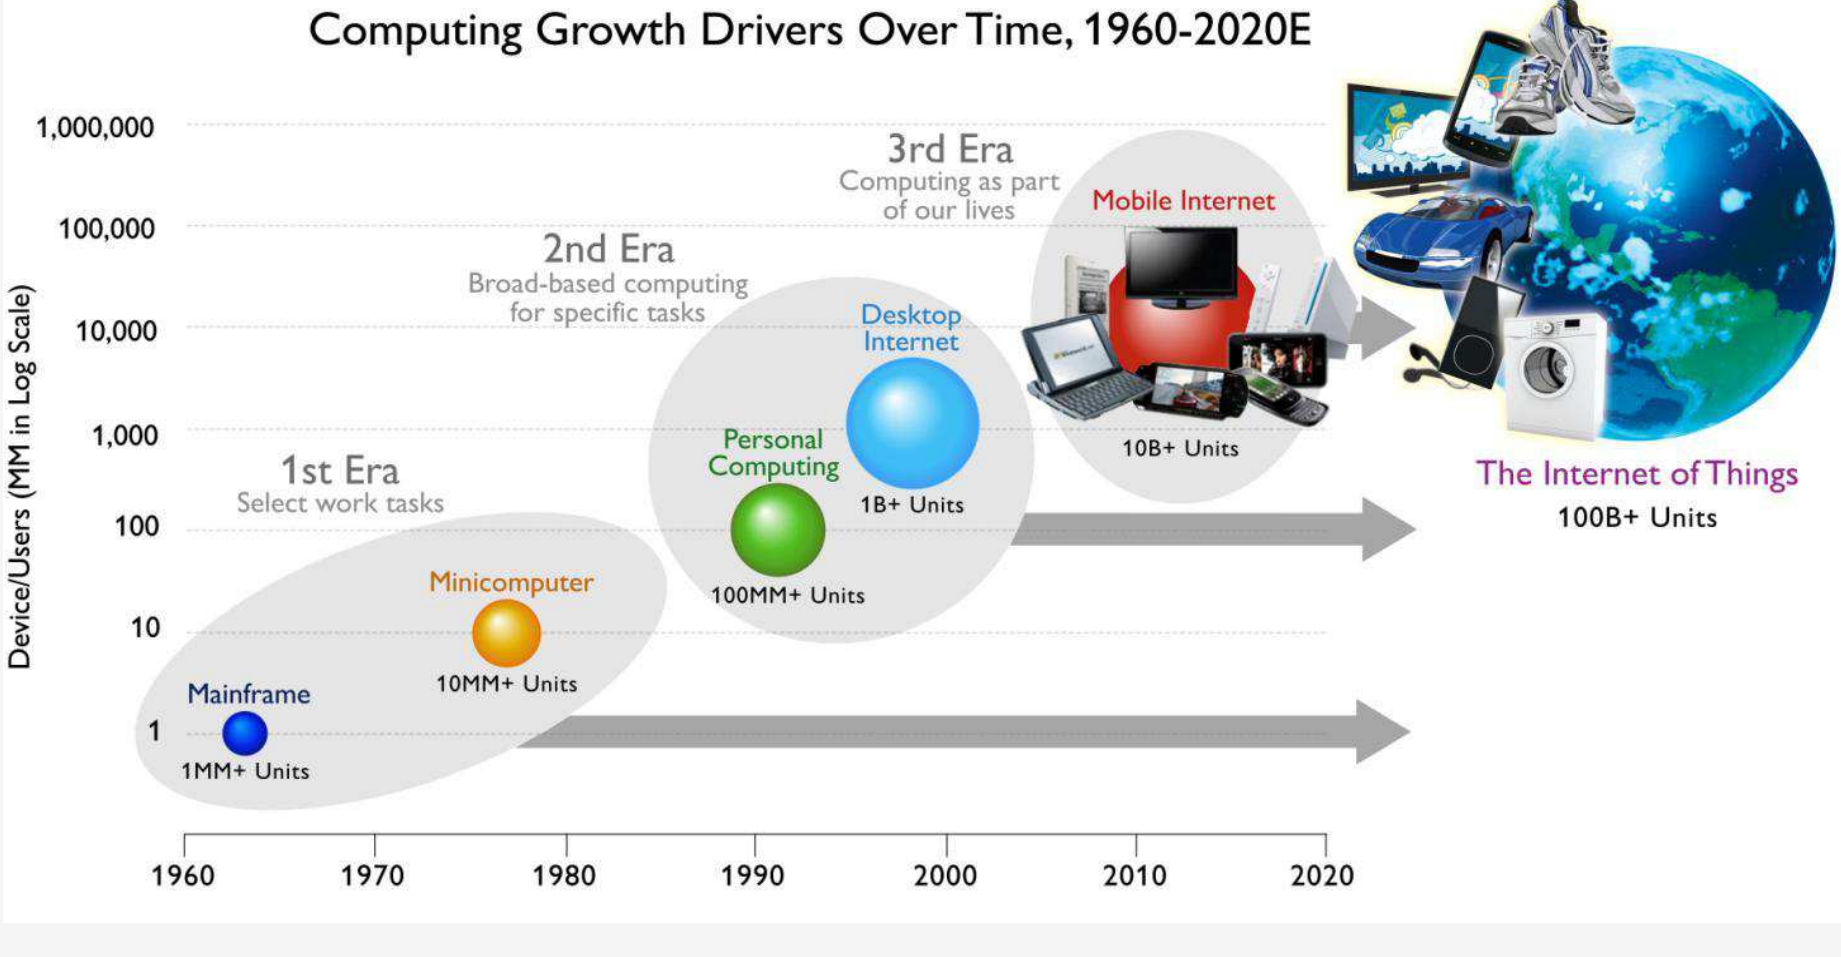 Computing Growth Drivers Over Time, 1960-2020E
Device/Users (MM in Log Scale)
1,000,000
100,000
10,000
1,000
100
10
1
1st Era
Select work tasks
Mainframe
1MM+ Units
Minicomputer
10MM+ Units
2nd Era
Broad-based computing
for specific tasks
Personal
Computing
100MM+ Units
Desktop
Internet
1B+ Units
3rd Era
Computing as part
of our lives
Mobile Internet
10B+ Units
The Internet of Things
100B+ Units
1960
1970
1980
1990
2000
2010
2020